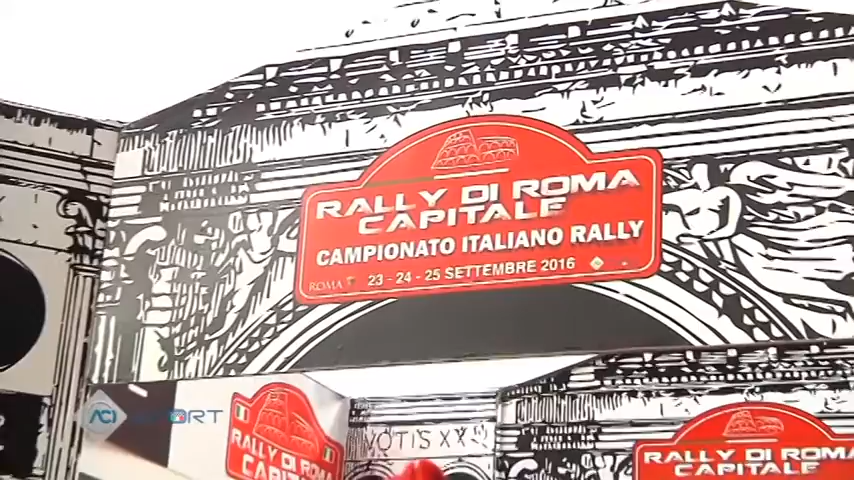 RALLY DI ROMA
CAPITALE
CAMPIONATO ITALIANO RALLY
23 - 24 - 25 SETTEMBRE 2016
ROMA
ACI SPORT
RALLY DI ROMA
CAPITALE
VOTIS X
RALLY DI ROMA
CAPITALE